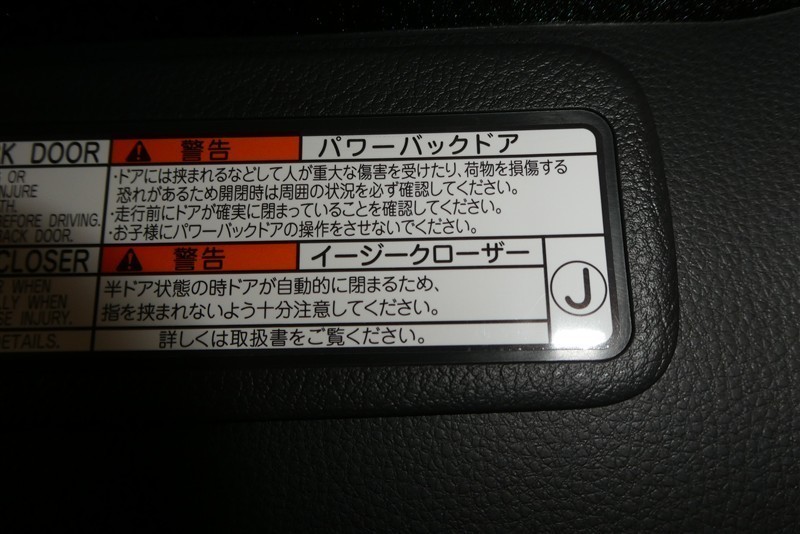 K DOOR
警告
パワーバックドア
OR
NJURE
TH.
BEFORE DRIVING.
BACK DOOR.
・ドアには挟まれるなどして人が重大な傷害を受けたり、荷物を損傷する
恐れがあるため開閉時は周囲の状況を必ず確認してください。
・走行前にドアが確実に閉まっていることを確認してください。
・お子様にパワーバックドアの操作をさせないでください。
CLOSER
警告
イージークローザー
R WHEN
LLY WHEN
SE INJURY.
半ドア状態の時ドアが自動的に閉まるため、
指を挟まれないよう十分注意してください。
J
DETAILS.
詳しくは取扱書をご覧ください。